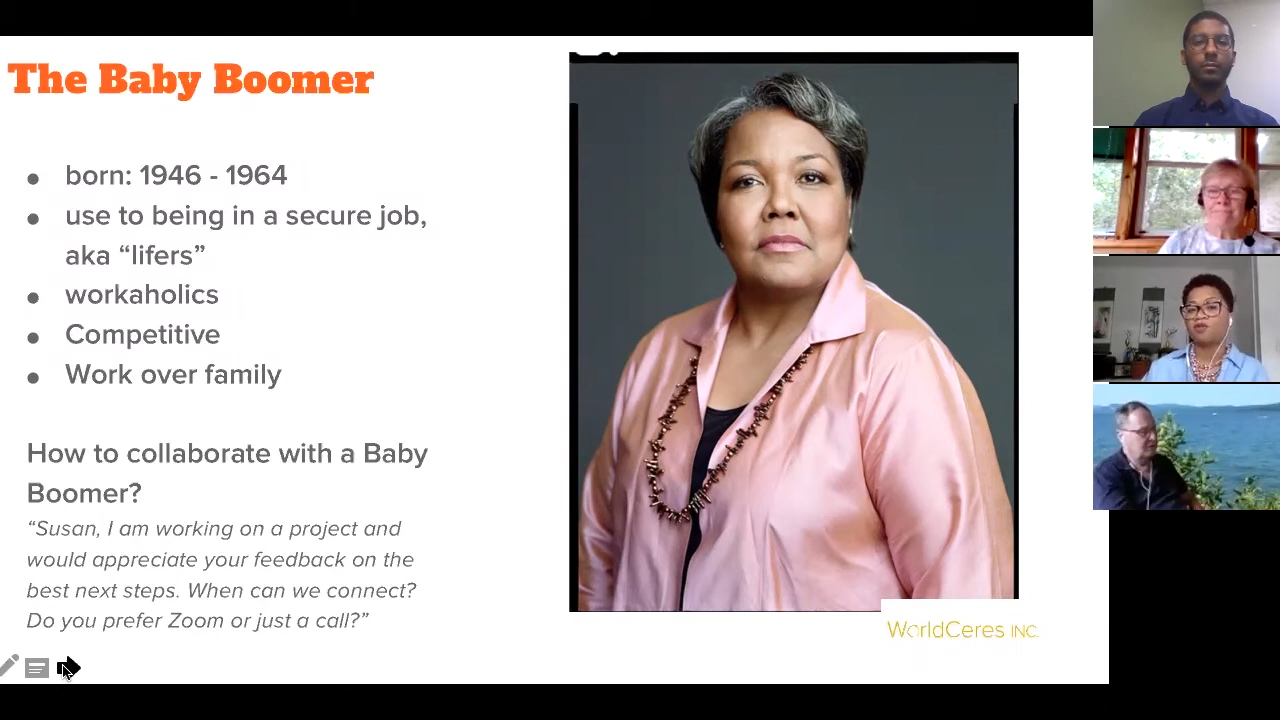 The Baby Boomer
born: 1946 - 1964
use to being in a secure job,
aka “lifers”
workaholics
Competitive
Work over family
How to collaborate with a Baby
Boomer?
“Susan, I am working on a project and
would appreciate your feedback on the
best next steps. When can we connect?
Do you prefer Zoom or just a call?”
WorldCeres INC.